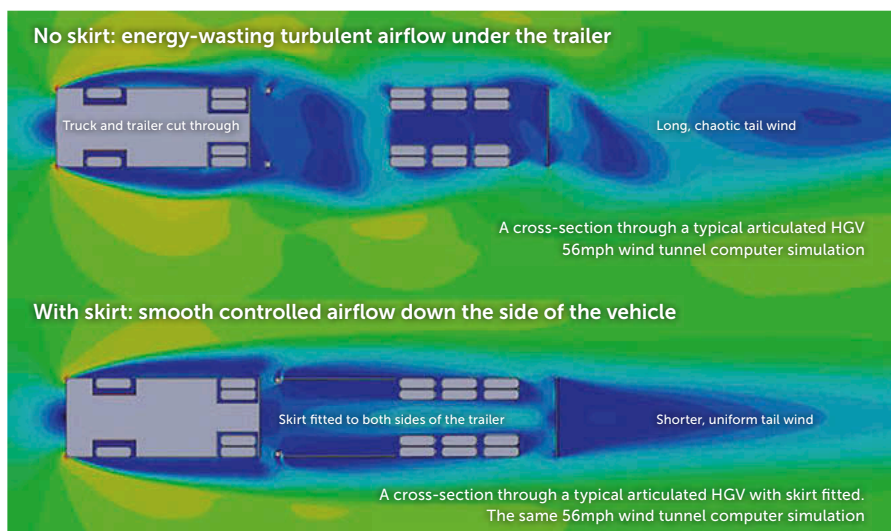 No skirt: energy-wasting turbulent airflow under the trailer
Truck and trailer cut through
Long, chaotic tail wind
A cross-section through a typical articulated HGV
56mph wind tunnel computer simulation
With skirt: smooth controlled airflow down the side of the vehicle
Skirt fitted to both sides of the trailer
Shorter, uniform tail wind
A cross-section through a typical articulated HGV with skirt fitted.
The same 56mph wind tunnel computer simulation